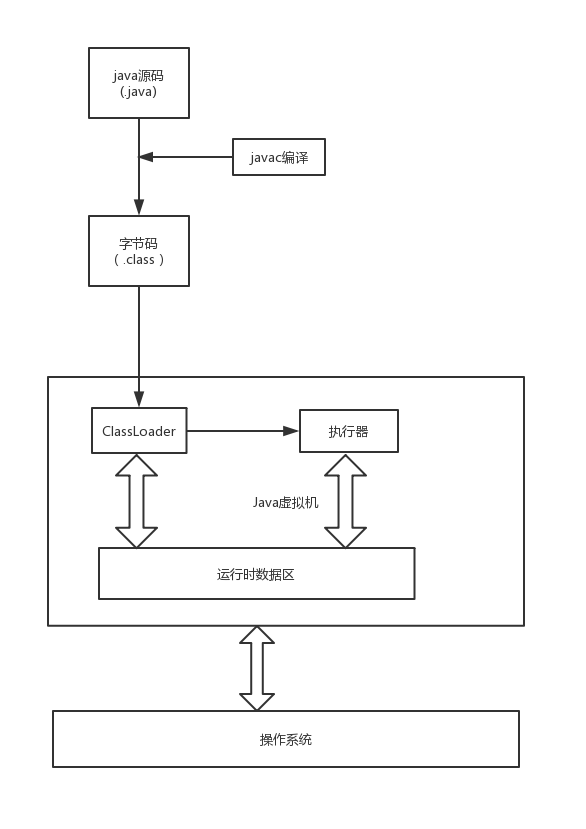 java源码
(.java)
javac编译
字节码
（ .class ）
ClassLoader
执行器
Java虚拟机
运行时数据区
操作系统